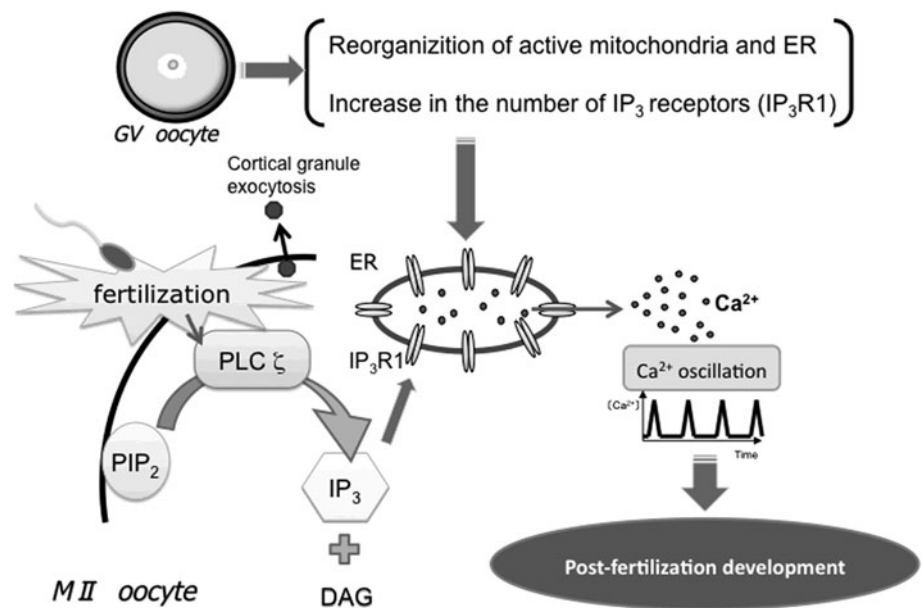 Reorganizition of active mitochondria and ER
Increase in the number of IP₃ receptors (IP₃R1)
GV oocyte
Cortical granule
exocytosis
fertilization
ER
Ca²⁺
PLC ζ
IP₃R1
Ca²⁺ oscillation
[Ca²⁺]
Time
PIP₂
IP₃
DAG
MⅡ oocyte
Post-fertilization development